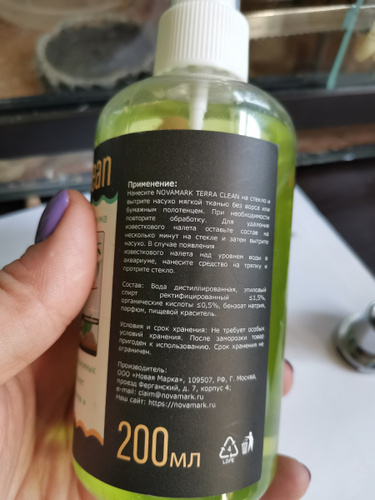 ean
Применение:
Нанесите NOVAMARK TERRA CLEAN на стекло и
вытрите насухо мягкой тканью без ворса или
бумажным полотенцем. При необходимости
повторите обработку. Для удаления
известкового налета оставьте состав на
несколько минут на стекле и затем вытрите
насухо. В случае появления
известкового налета над уровнем воды в
аквариуме, нанесите средство на тряпку и
протрите стекло.
Состав: Вода дистиллированная, этиловый
спирт ректифицированный ≤1.5%,
органические кислоты ≤0,5%, бензоат натрия,
парфюм, пищевой краситель.
Условия и срок хранения: Не требует особых
условий хранения. После заморозки товар
пригоден к использованию. Срок хранения не
ограничен.
Производитель:
ООО «Новая Марка», 109507, РФ, Г. Москва,
проезд Ферганский, дом 7, корпус 4;
e-mail: claim@novamark.ru
Наш сайт: https://novamark.ru
200мл
4
LDPE